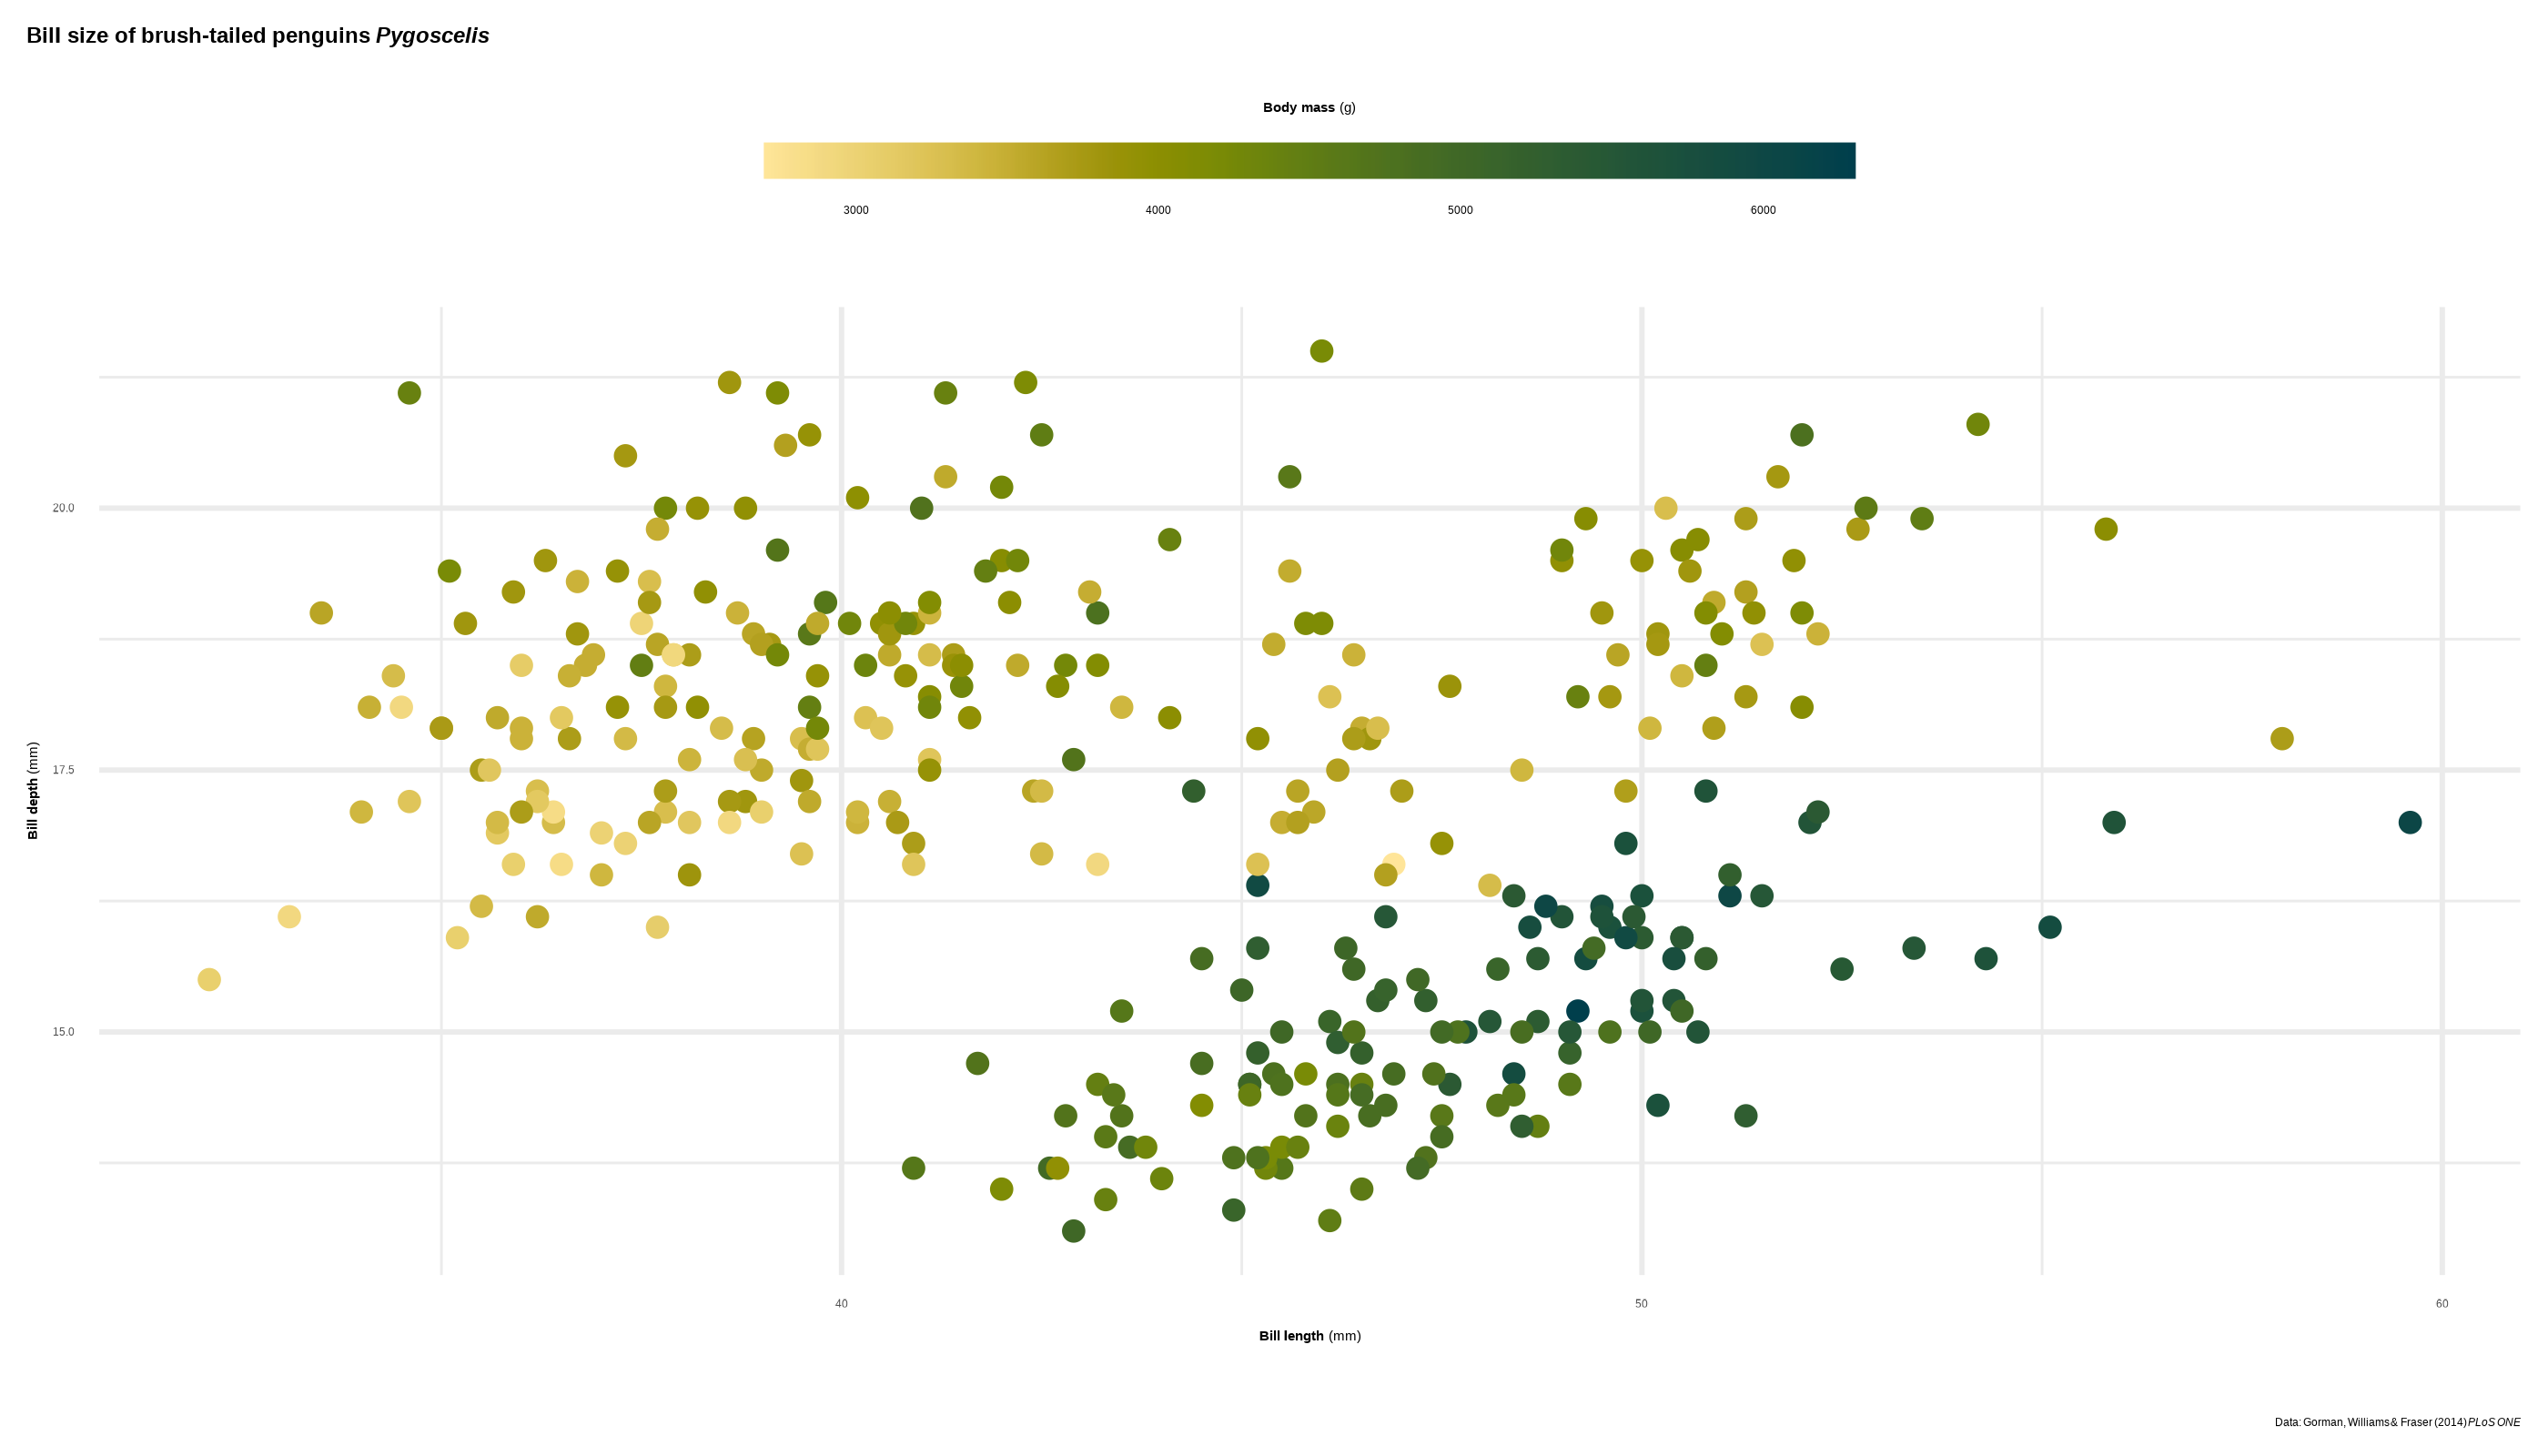 Bill size of brush-tailed penguins Pygoscelis
Body mass (g)
3000 4000 5000 6000
20.0
17.5
15.0
Bill depth (mm)
40 50 60
Bill length (mm)
Data: Gorman, Williams & Fraser (2014) PLoS ONE